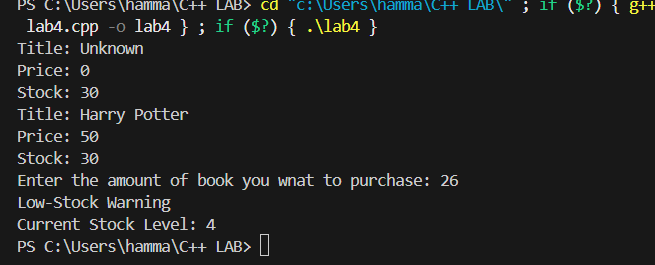 PS C:\Users\hamma\C++ LAB> cd "c:\Users\hamma\C++ LAB\" ; if ($?) { g++
lab4.cpp -o lab4 } ; if ($?) { .\lab4 }
Title: Unknown
Price: 0
Stock: 30
Title: Harry Potter
Price: 50
Stock: 30
Enter the amount of book you wnat to purchase: 26
Low-Stock Warning
Current Stock Level: 4
PS C:\Users\hamma\C++ LAB>